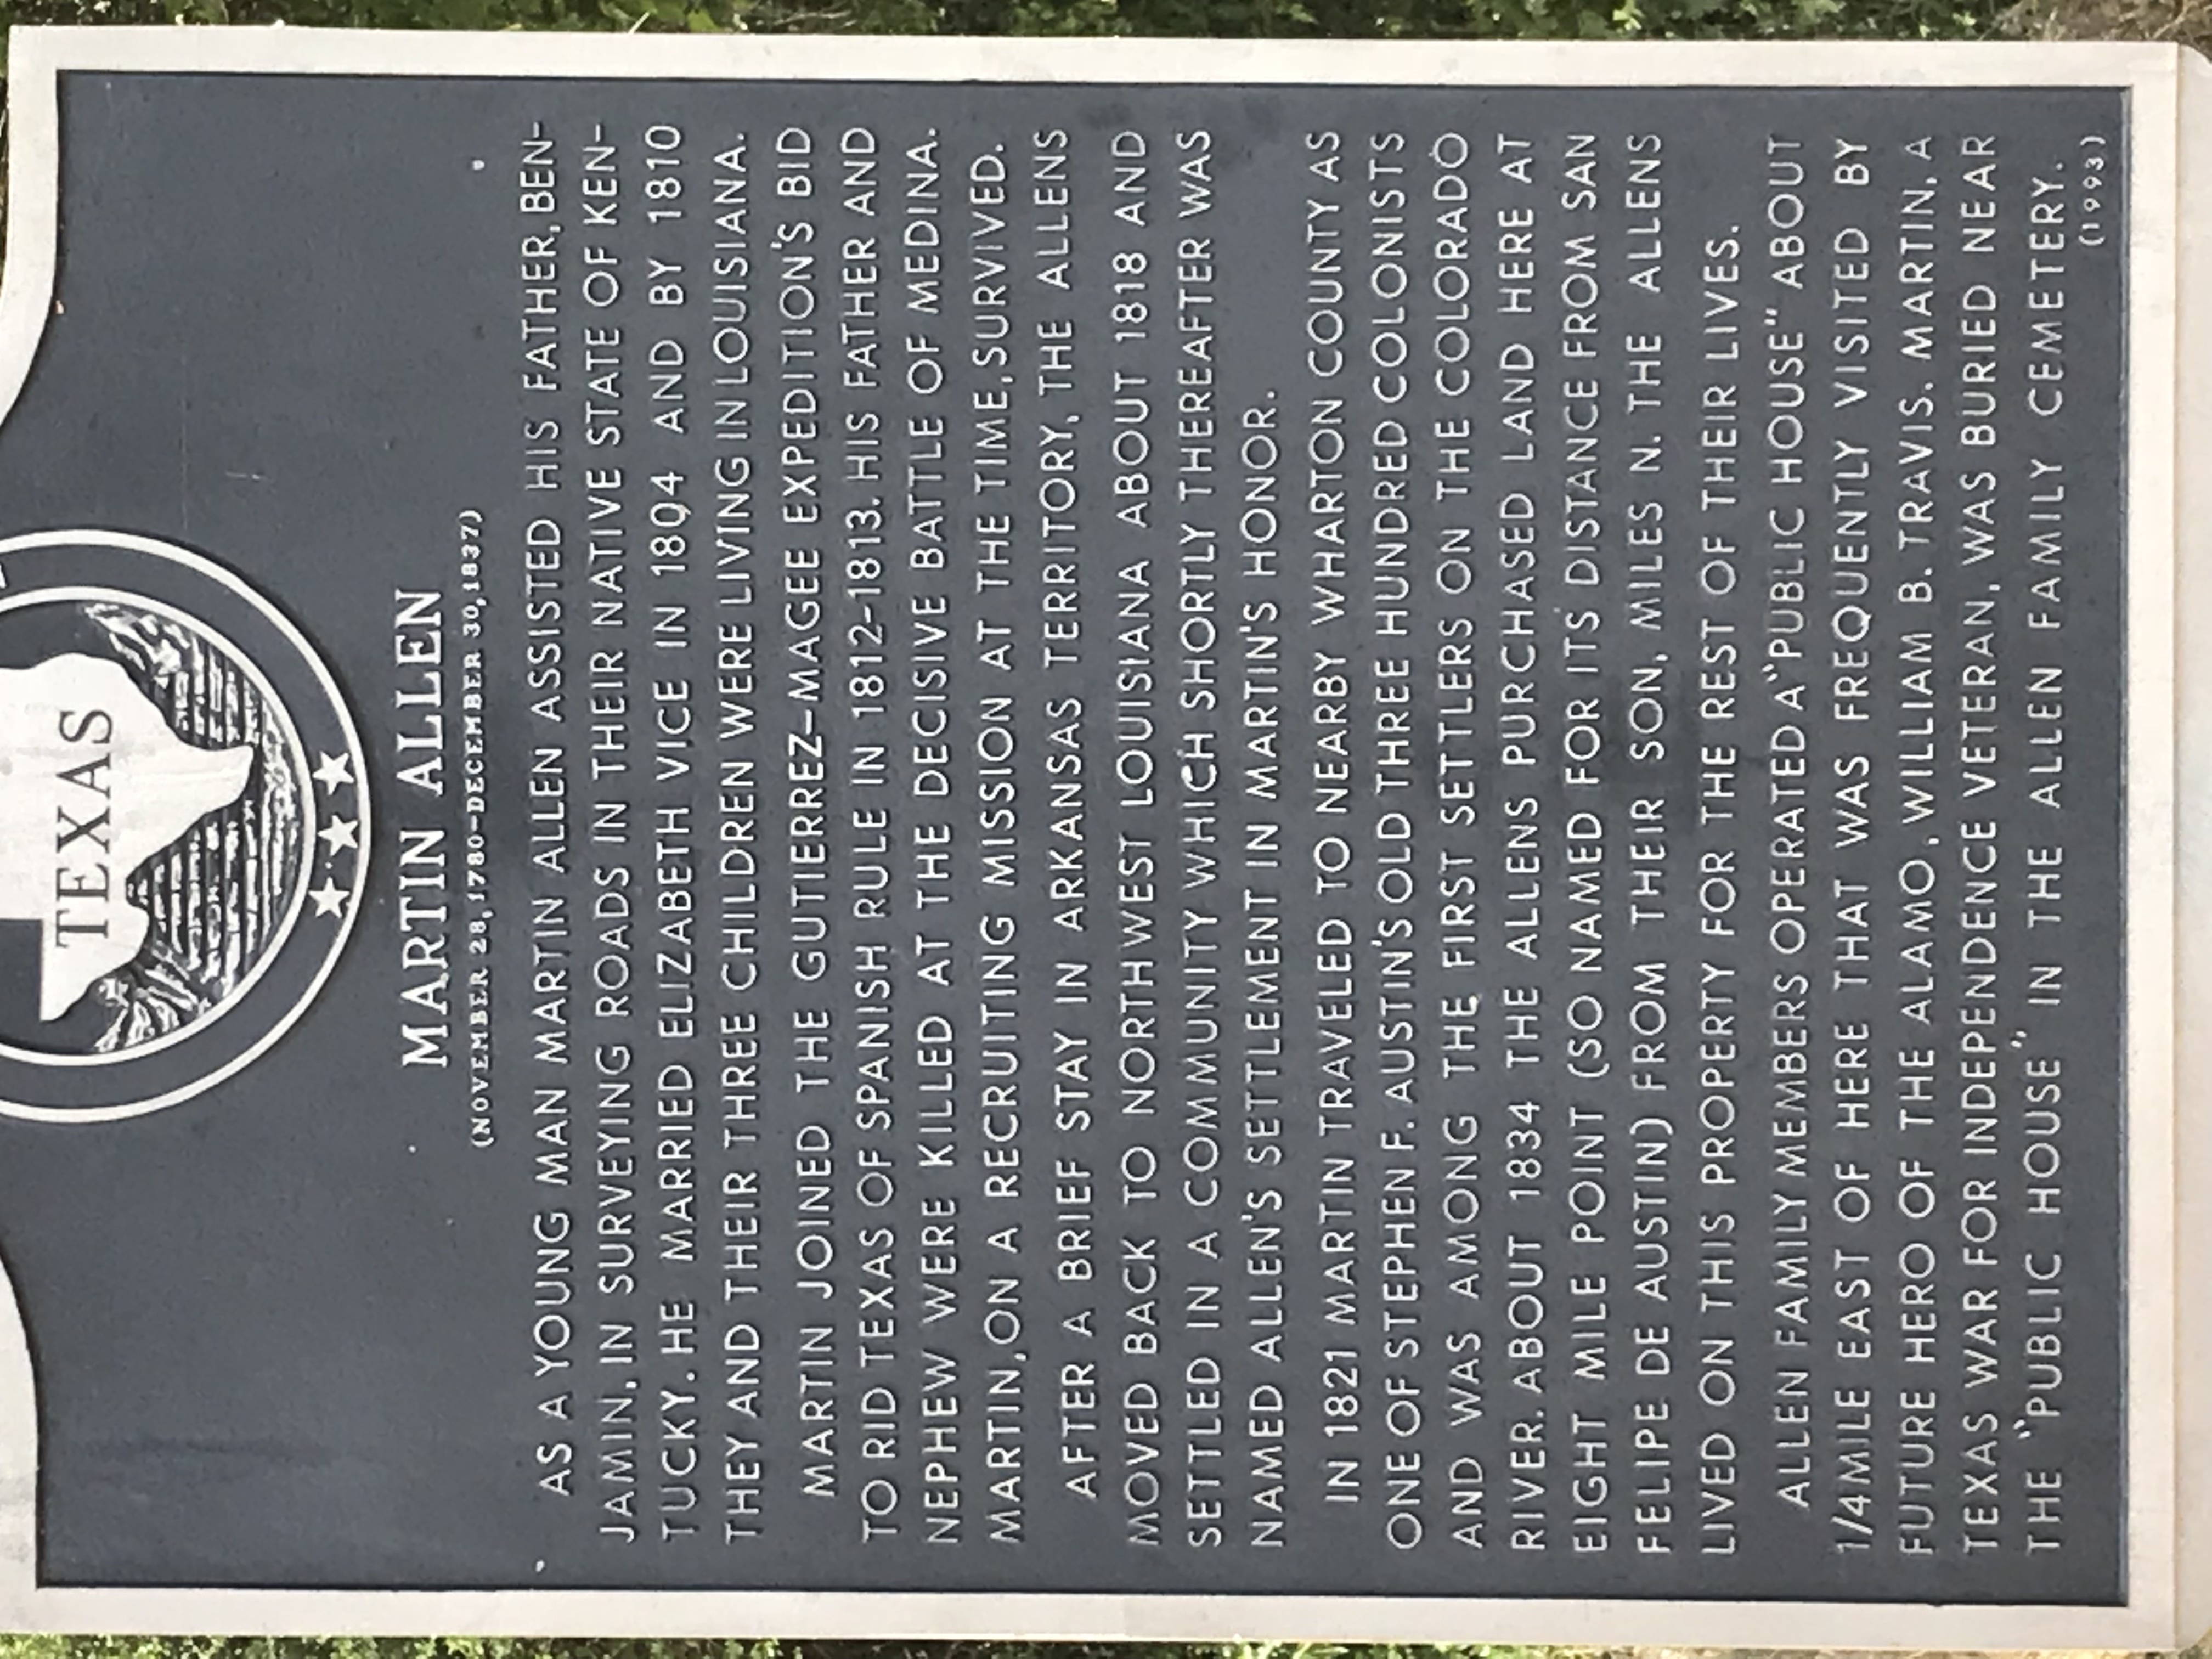 TEXAS
MARTIN ALLEN
(NOVEMBER 28, 1780-DECEMBER 30, 1837)
AS A YOUNG MAN MARTIN ALLEN ASSISTED HIS FATHER, BEN-
JAMIN, IN SURVEYING ROADS IN THEIR NATIVE STATE OF KEN-
TUCKY. HE MARRIED ELIZABETH VICE IN 1804 AND BY 1810
THEY AND THEIR THREE CHILDREN WERE LIVING IN LOUISIANA.
MARTIN JOINED THE GUTIERREZ-MAGEE EXPEDITION'S BID
TO RID TEXAS OF SPANISH RULE IN 1812-1813. HIS FATHER AND
NEPHEW WERE KILLED AT THE DECISIVE BATTLE OF MEDINA.
MARTIN, ON A RECRUITING MISSION AT THE TIME, SURVIVED.
AFTER A BRIEF STAY IN ARKANSAS TERRITORY, THE ALLENS
MOVED BACK TO NORTHWEST LOUISIANA ABOUT 1818 AND
SETTLED IN A COMMUNITY WHICH SHORTLY THEREAFTER WAS
NAMED ALLEN'S SETTLEMENT IN MARTIN'S HONOR.
IN 1821 MARTIN TRAVELED TO NEARBY WHARTON COUNTY AS
ONE OF STEPHEN F. AUSTIN'S OLD THREE HUNDRED COLONISTS
AND WAS AMONG THE FIRST SETTLERS ON THE COLORADO
RIVER. ABOUT 1834 THE ALLENS PURCHASED LAND HERE AT
EIGHT MILE POINT (SO NAMED FOR ITS DISTANCE FROM SAN
FELIPE DE AUSTIN) FROM THEIR SON, MILES N. THE ALLENS
LIVED ON THIS PROPERTY FOR THE REST OF THEIR LIVES.
ALLEN FAMILY MEMBERS OPERATED A "PUBLIC HOUSE" ABOUT
1/4 MILE EAST OF HERE THAT WAS FREQUENTLY VISITED BY
FUTURE HERO OF THE ALAMO, WILLIAM B. TRAVIS. MARTIN, A
TEXAS WAR FOR INDEPENDENCE VETERAN, WAS BURIED NEAR
THE "PUBLIC HOUSE" IN THE ALLEN FAMILY CEMETERY.
(1993)